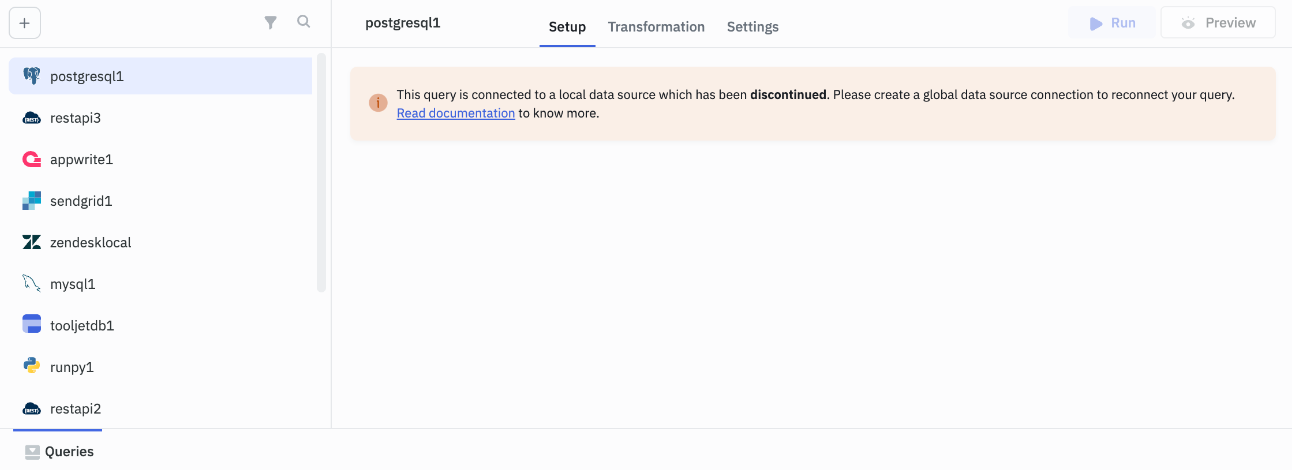 postgresql1
Setup
Transformation
Settings
Run
Preview
postgresql1
restapi3
appwrite1
sendgrid1
zendesklocal
mysql1
tooljetdb1
runpy1
restapi2
This query is connected to a local data source which has been discontinued. Please create a global data source connection to reconnect your query.
Read documentation to know more.
Queries